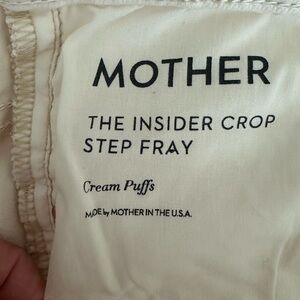 MOTHER
THE INSIDER CROP
STEP FRAY
Cream Puffs
MADE by MOTHER IN THE U.S.A.